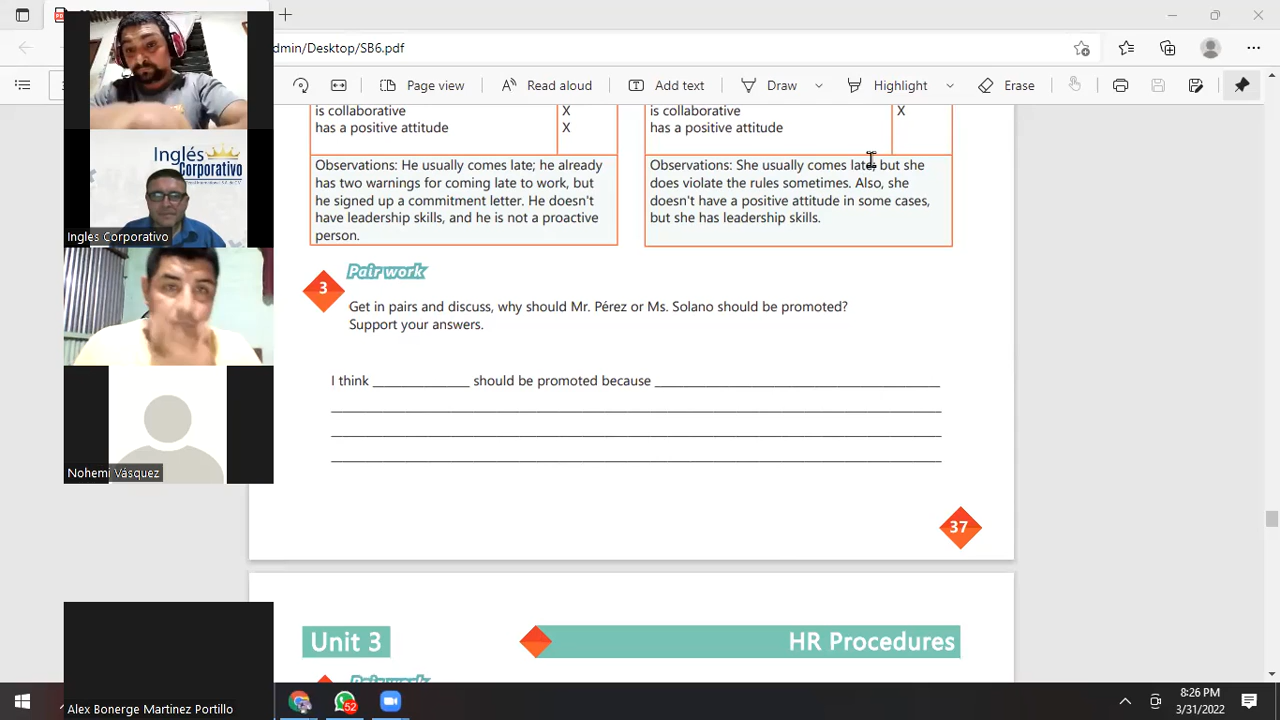 dmin/Desktop/SB6.pdf
Page view
Read aloud
Add text
Draw
Highlight
Erase
Inglés
Corporativo
Ingles Corporativo
Nohemi Vásquez
Alex Bonerge Martinez Portillo
is collaborative X
has a positive attitude X
Observations: He usually comes late; he already
has two warnings for coming late to work, but
he signed up a commitment letter. He doesn't
have leadership skills, and he is not a proactive
person.
is collaborative X
has a positive attitude
Observations: She usually comes late, but she
does violate the rules sometimes. Also, she
doesn't have a positive attitude in some cases,
but she has leadership skills.
3
Pair work
Get in pairs and discuss, why should Mr. Pérez or Ms. Solano should be promoted?
Support your answers.
I think _____________ should be promoted because ______________________________________
37
Unit 3
HR Procedures
Pair work
52
8:26 PM
3/31/2022